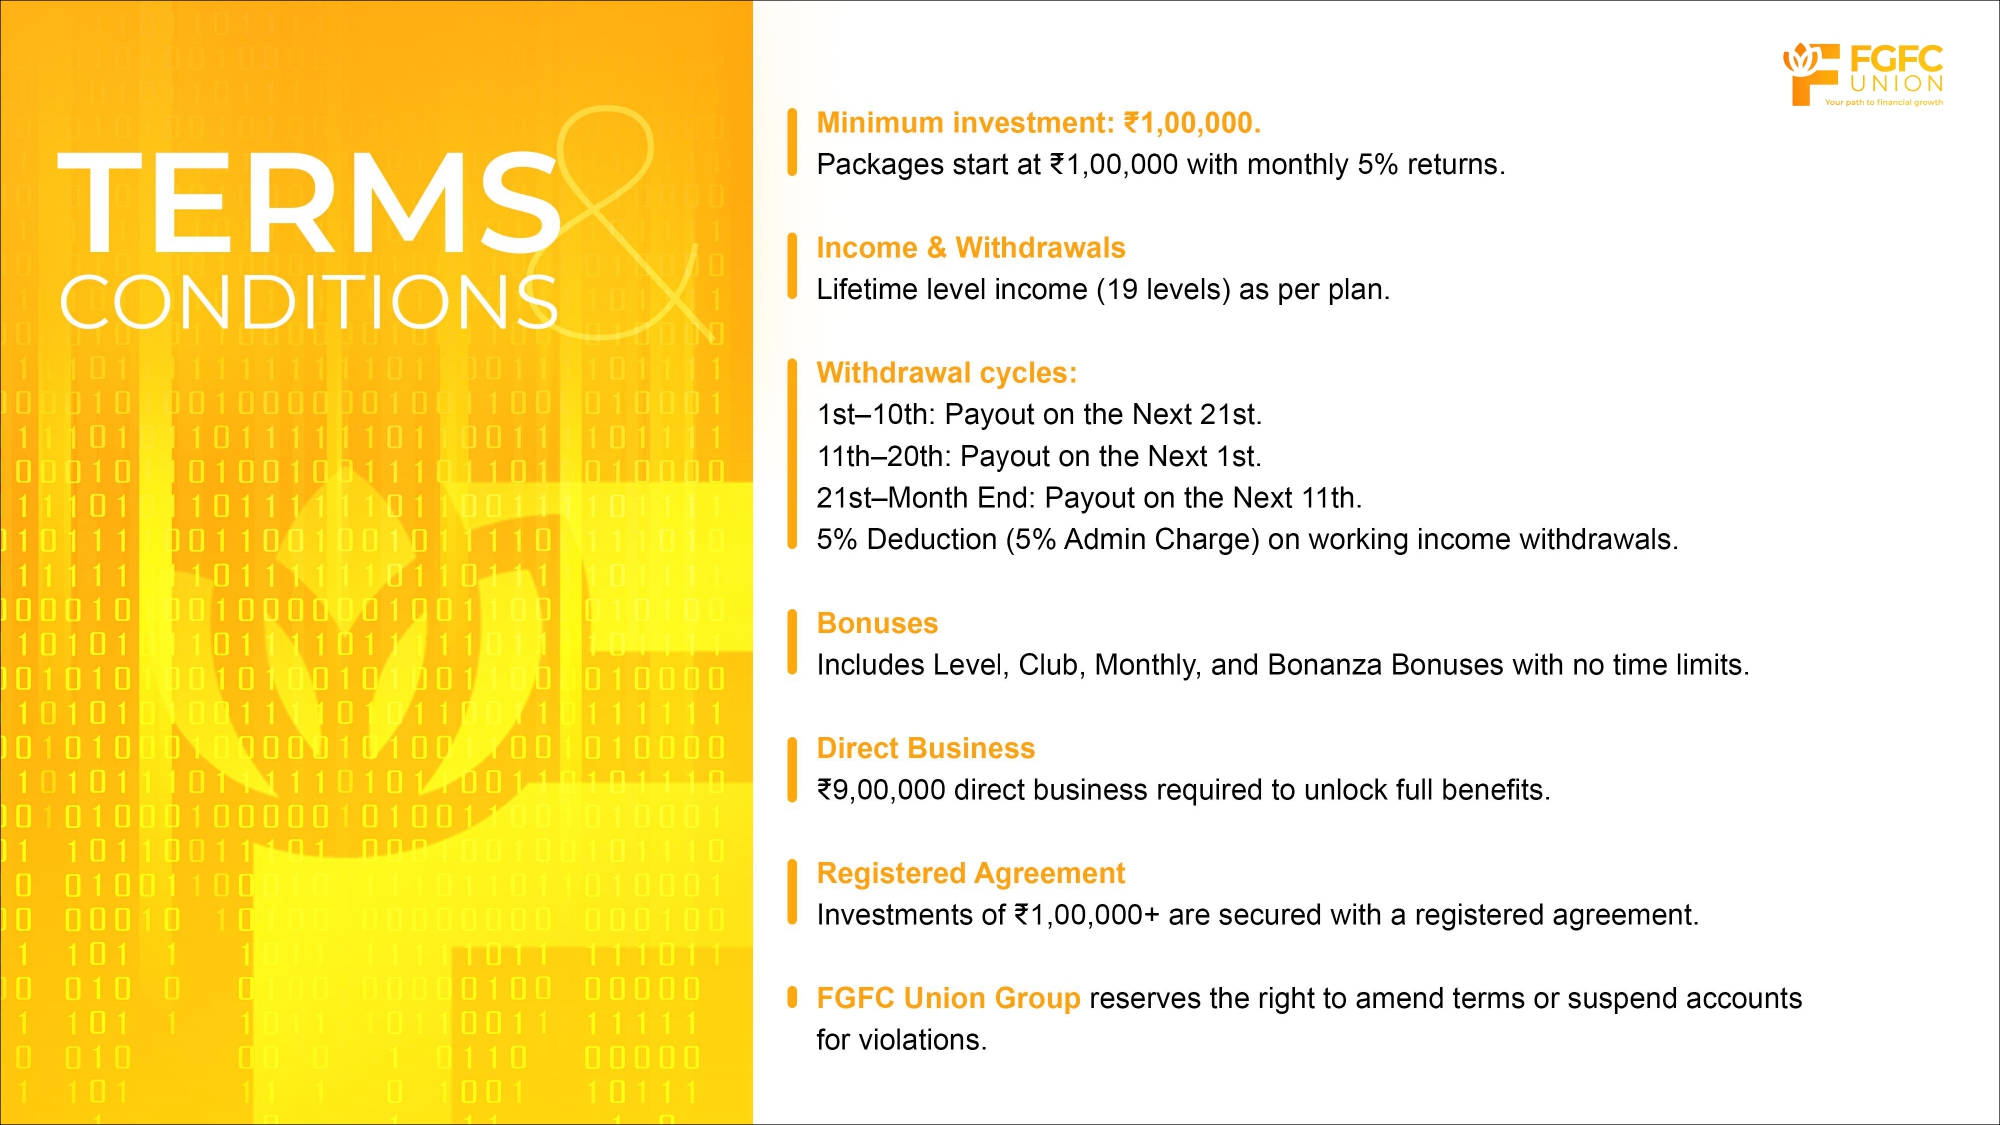 TERMS &
CONDITIONS
FGFC
UNION
Your path to financial growth
Minimum investment: ₹1,00,000.
Packages start at ₹1,00,000 with monthly 5% returns.
Income & Withdrawals
Lifetime level income (19 levels) as per plan.
Withdrawal cycles:
1st–10th: Payout on the Next 21st.
11th–20th: Payout on the Next 1st.
21st–Month End: Payout on the Next 11th.
5% Deduction (5% Admin Charge) on working income withdrawals.
Bonuses
Includes Level, Club, Monthly, and Bonanza Bonuses with no time limits.
Direct Business
₹9,00,000 direct business required to unlock full benefits.
Registered Agreement
Investments of ₹1,00,000+ are secured with a registered agreement.
FGFC Union Group reserves the right to amend terms or suspend accounts
for violations.